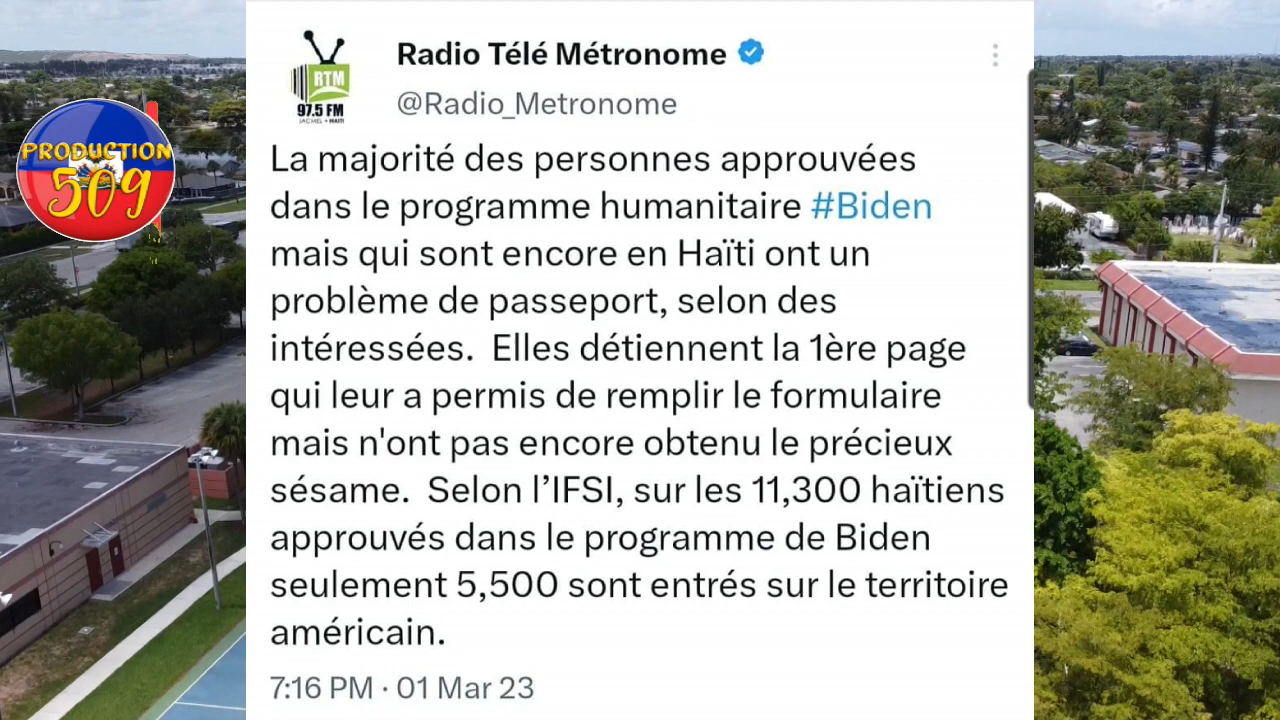 PRODUCTION
509
RTM
97.5 FM
JACMEL • HAITI
Radio Télé Métronome
@Radio_Metronome
La majorité des personnes approuvées
dans le programme humanitaire #Biden
mais qui sont encore en Haïti ont un
problème de passeport, selon des
intéressées.  Elles détiennent la 1ère page
qui leur a permis de remplir le formulaire
mais n'ont pas encore obtenu le précieux
sésame.  Selon l’IFSI, sur les 11,300 haïtiens
approuvés dans le programme de Biden
seulement 5,500 sont entrés sur le territoire
américain.
7:16 PM · 01 Mar 23